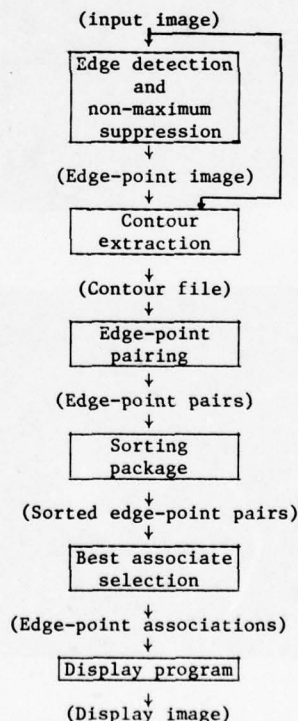 (input image)
Edge detection
and
non-maximum
suppression
(Edge-point image)
Contour
extraction
(Contour file)
Edge-point
pairing
(Edge-point pairs)
Sorting
package
(Sorted edge-point pairs)
Best associate
selection
(Edge-point associations)
Display program
(Display image)